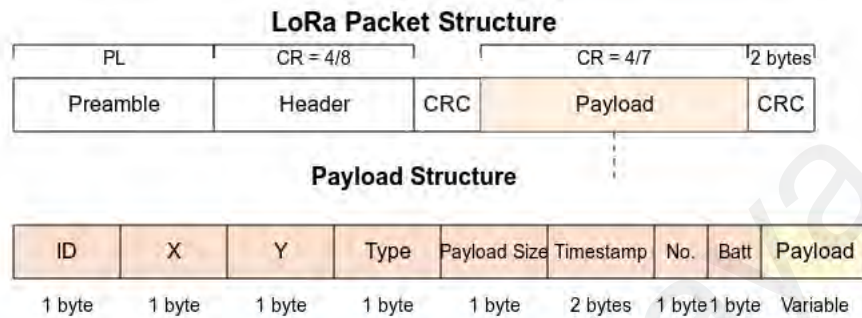 LoRa Packet Structure
PL CR = 4/8 CR = 4/7 2 bytes
Preamble Header CRC Payload CRC
Payload Structure
ID X Y Type Payload Size Timestamp No. Batt Payload
1 byte 1 byte 1 byte 1 byte 1 byte 2 bytes 1 byte 1 byte Variable